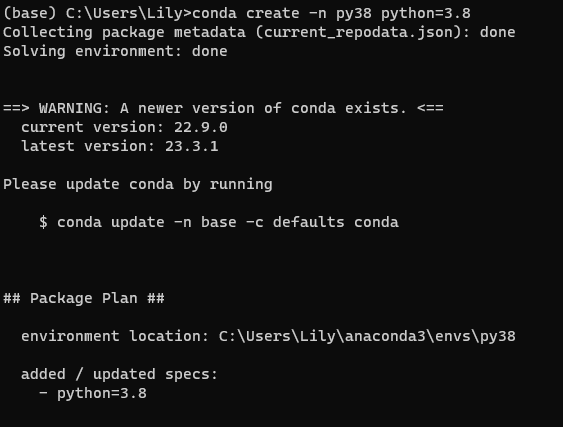 (base) C:\Users\Lily>conda create -n py38 python=3.8
Collecting package metadata (current_repodata.json): done
Solving environment: done
==> WARNING: A newer version of conda exists. <==
current version: 22.9.0
latest version: 23.3.1
Please update conda by running
$ conda update -n base -c defaults conda
## Package Plan ##
environment location: C:\Users\Lily\anaconda3\envs\py38
added / updated specs:
- python=3.8